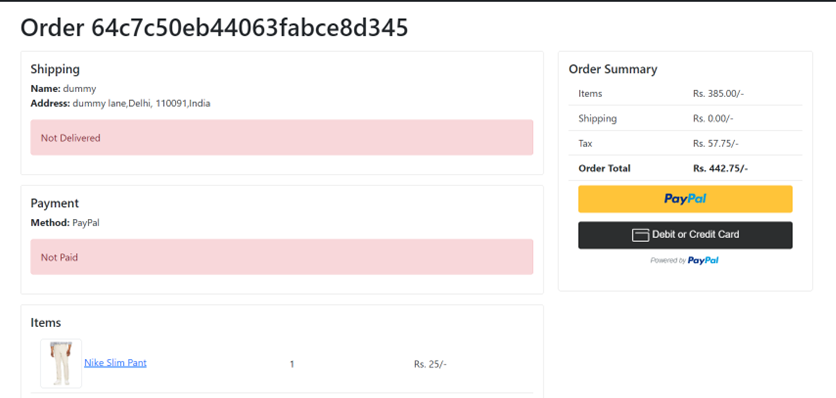 Order 64c7c50eb44063fabce8d345
Shipping
Name: dummy
Address: dummy lane,Delhi, 110091,India
Not Delivered
Payment
Method: PayPal
Not Paid
Items
Nike Slim Pant 1 Rs. 25/-
Order Summary
Items Rs. 385.00/-
Shipping Rs. 0.00/-
Tax Rs. 57.75/-
Order Total Rs. 442.75/-
PayPal
Debit or Credit Card
Powered by PayPal